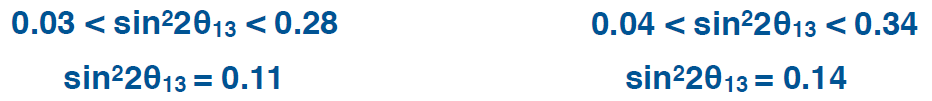 0.03 < sin²2θ₁₃ < 0.28
sin²2θ₁₃ = 0.11
0.04 < sin²2θ₁₃ < 0.34
sin²2θ₁₃ = 0.14